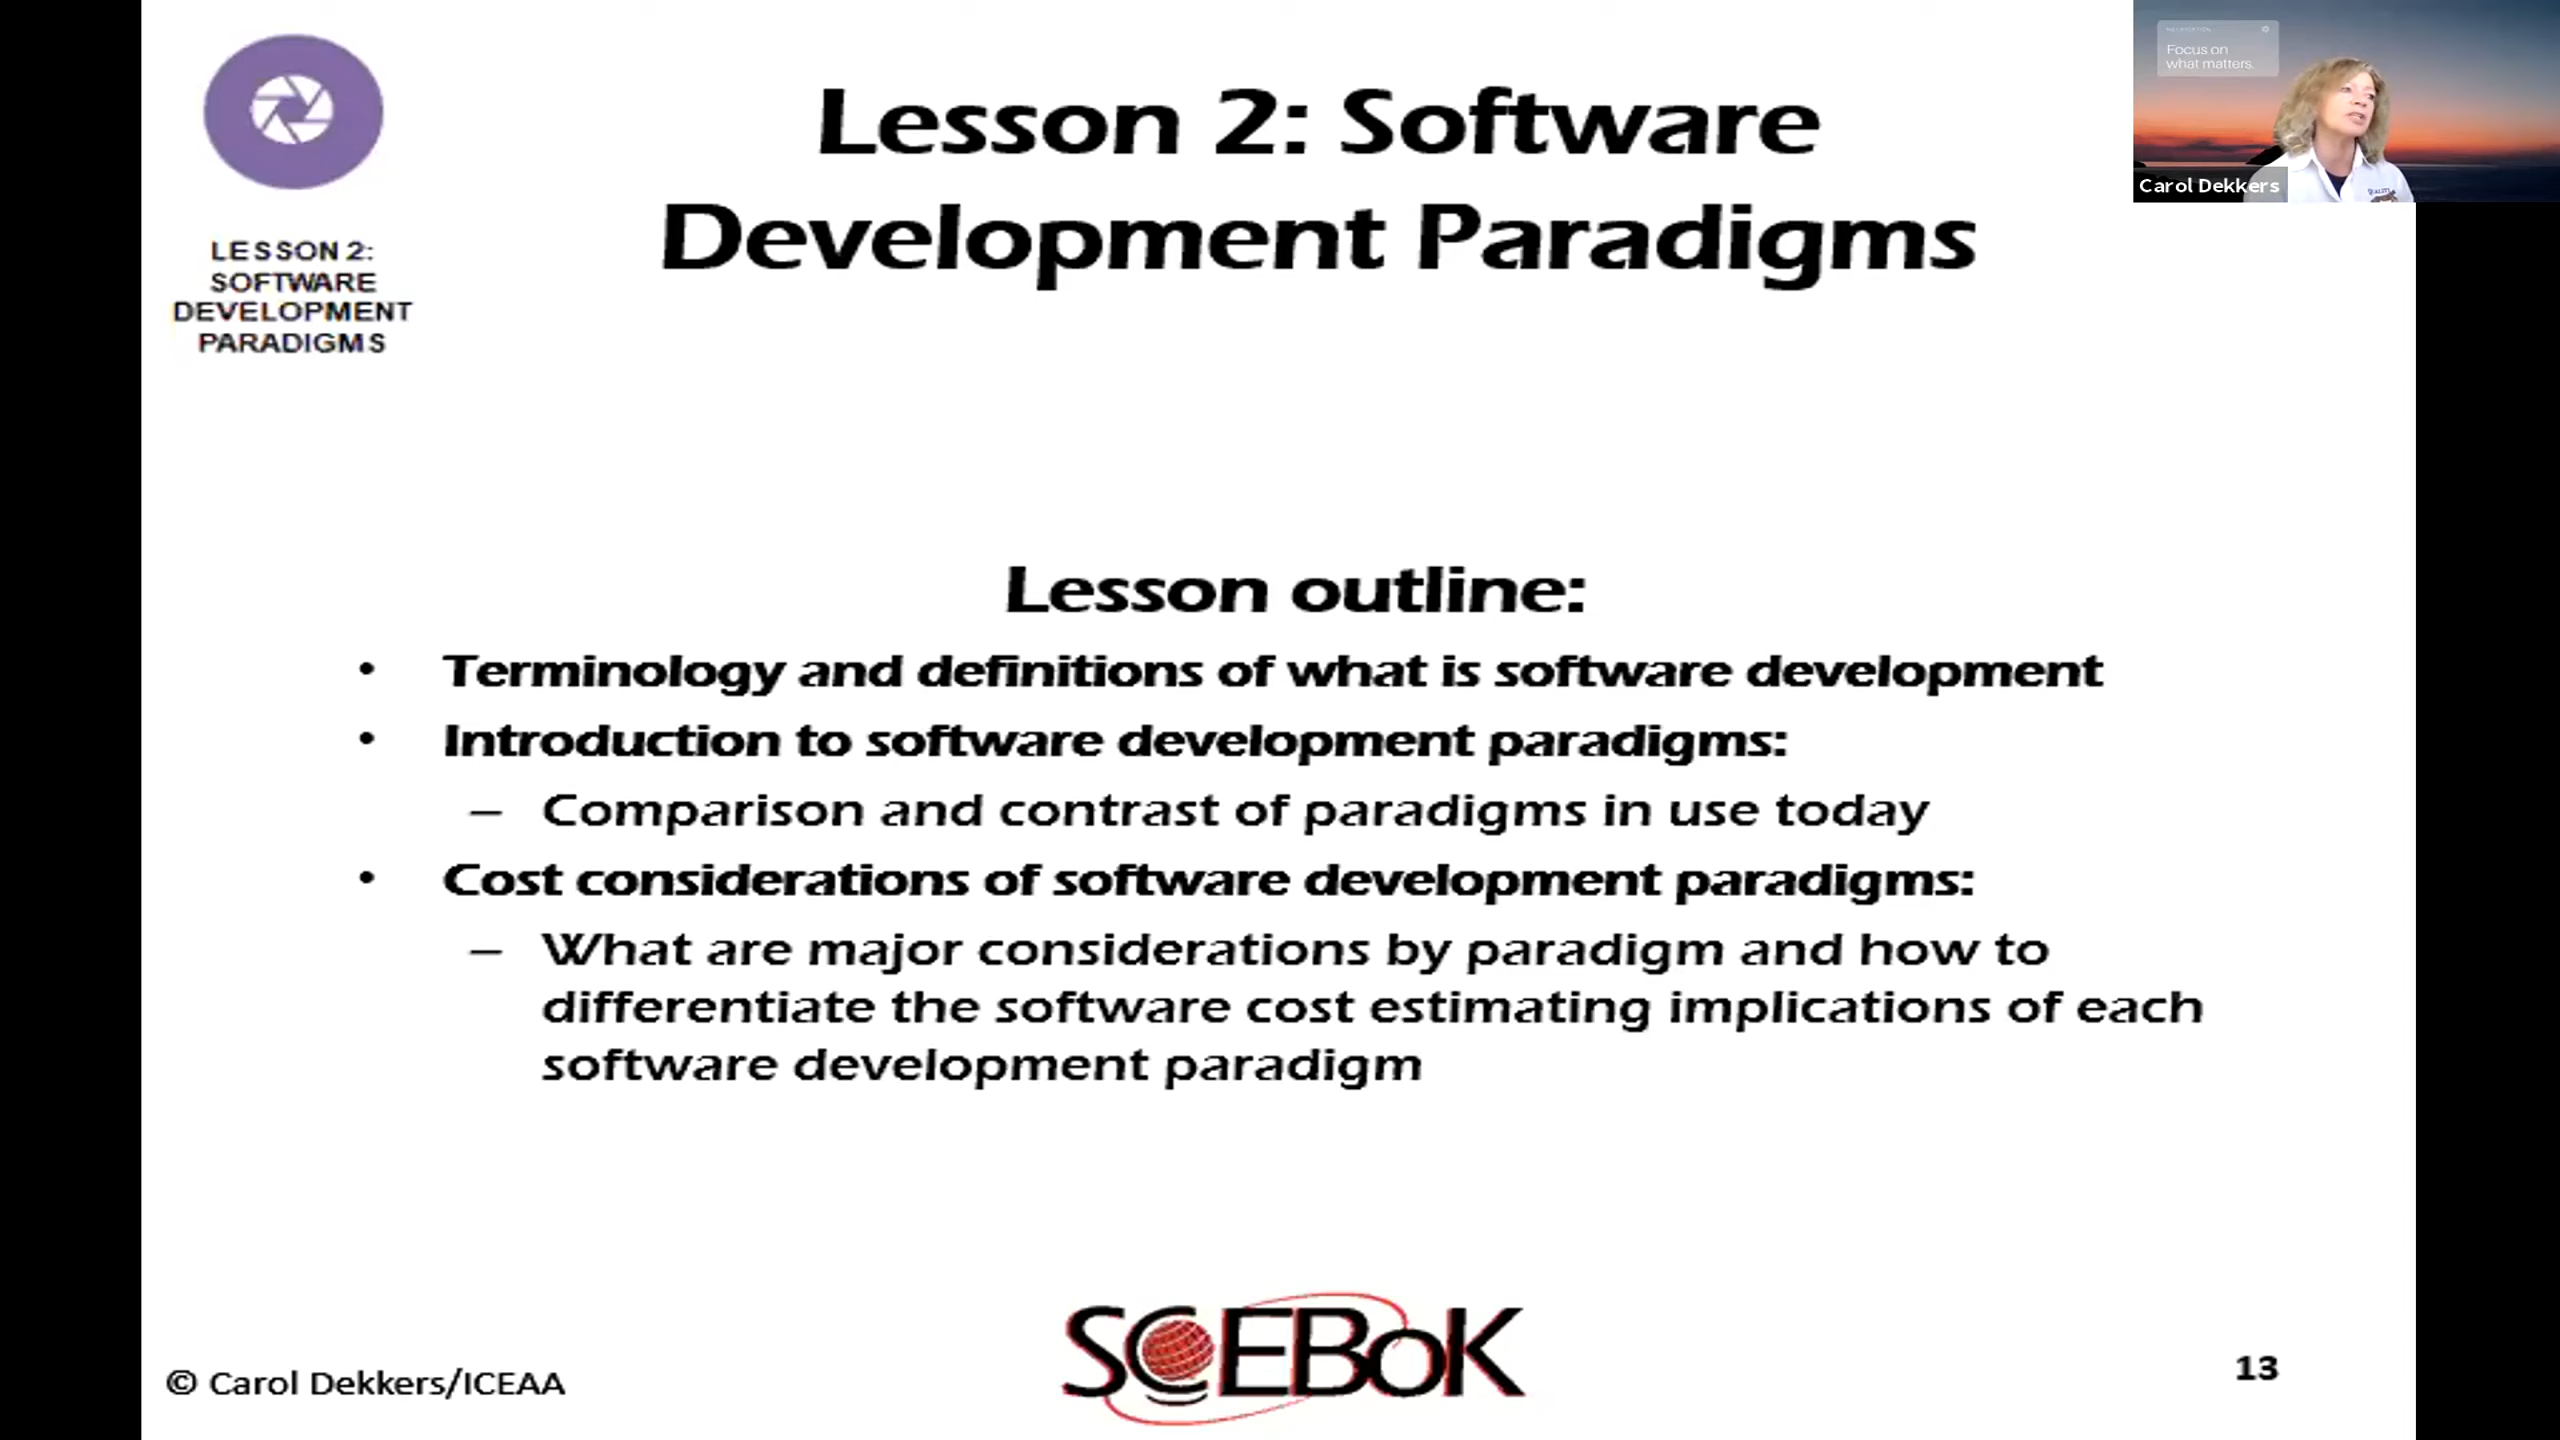 LESSON 2:
SOFTWARE
DEVELOPMENT
PARADIGMS
Lesson 2: Software
Development Paradigms
Focus on
what matters.
Carol Dekkers
Lesson outline:
• Terminology and definitions of what is software development
• Introduction to software development paradigms:
– Comparison and contrast of paradigms in use today
• Cost considerations of software development paradigms:
– What are major considerations by paradigm and how to
differentiate the software cost estimating implications of each
software development paradigm
© Carol Dekkers/ICEAA
SCEBoK
13